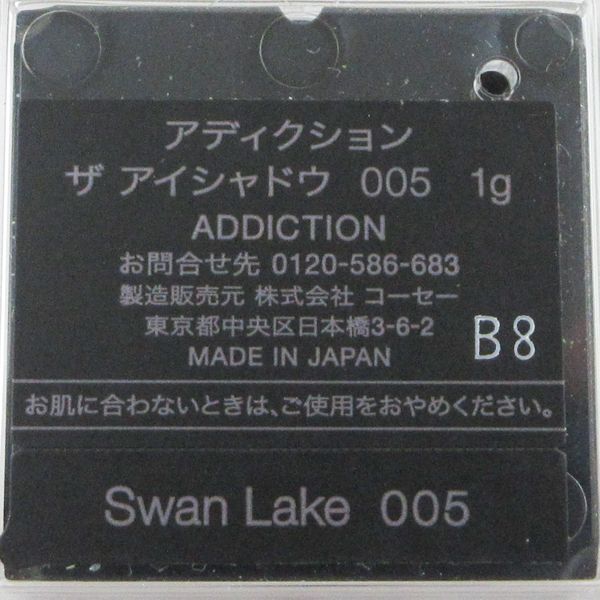 アディクション
ザ アイシャドウ 005 1g
ADDICTION
お問合せ先 0120-586-683
製造販売元 株式会社 コーセー
東京都中央区日本橋3-6-2
MADE IN JAPAN
B8
お肌に合わないときは、ご使用をおやめください。
Swan Lake 005